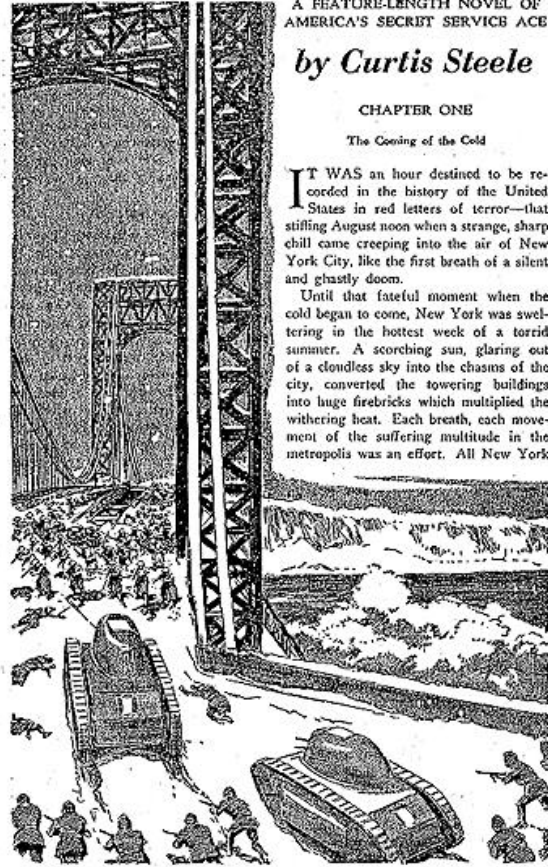 A FEATURE-LENGTH NOVEL OF
AMERICA'S SECRET SERVICE ACE
by Curtis Steele
CHAPTER ONE
The Coming of the Cold
IT WAS an hour destined to be re-
corded in the history of the United
States in red letters of terror—that
stifling August noon when a strange, sharp
chill came creeping into the air of New
York City, like the first breath of a silent
and ghastly doom.
Until that fateful moment when the
cold began to come, New York was swel-
tering in the hottest week of a torrid
summer. A scorching sun, glaring out
of a cloudless sky into the chasms of the
city, converted the towering buildings
into huge firebricks which multiplied the
withering heat. Each breath, each move-
ment of the suffering multitude in the
metropolis was an effort. All New York